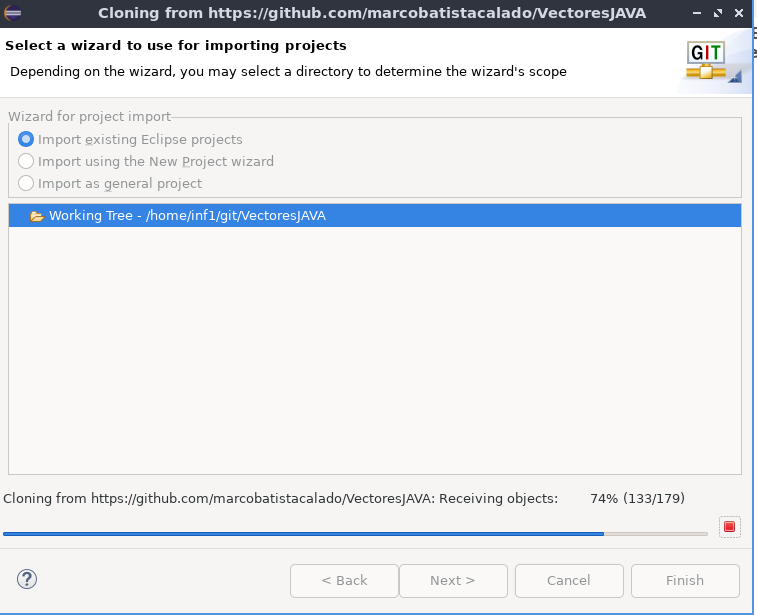 Cloning from https://github.com/marcobatistacalado/VectoresJAVA
Select a wizard to use for importing projects
Depending on the wizard, you may select a directory to determine the wizard's scope
GIT
Wizard for project import
Import existing Eclipse projects
Import using the New Project wizard
Import as general project
Working Tree - /home/inf1/git/VectoresJAVA
Cloning from https://github.com/marcobatistacalado/VectoresJAVA: Receiving objects: 74% (133/179)
?
< Back
Next >
Cancel
Finish